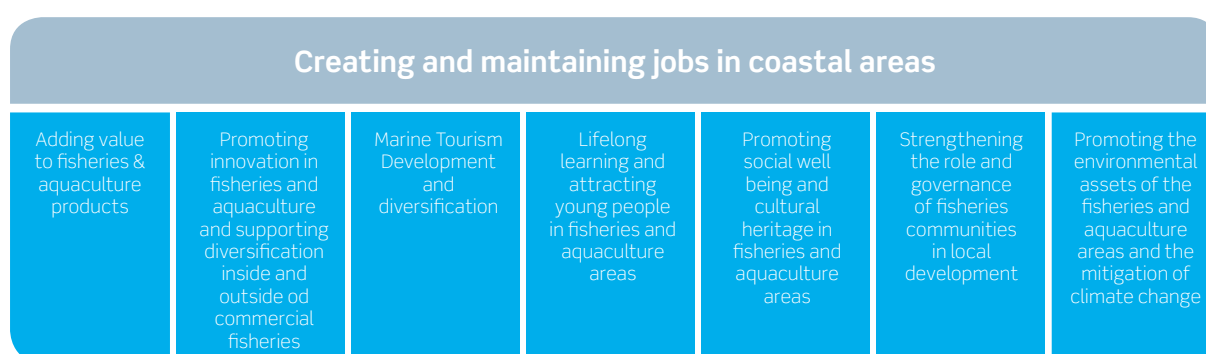 Creating and maintaining jobs in coastal areas
Adding value
to fisheries &
aquaculture
products
Promoting
innovation in
fisheries and
aquaculture
and supporting
diversification
inside and
outside od
commercial
fisheries
Marine Tourism
Development
and
diversification
Lifelong
learning and
attracting
young people
in fisheries and
aquaculture
areas
Promoting
social well
being and
cultural
heritage in
fisheries and
aquaculture
areas
Strengthening
the role and
governance
of fisheries
communities
in local
development
Promoting the
environmental
assets of the
fisheries and
aquaculture
areas and the
mitigation of
climate change